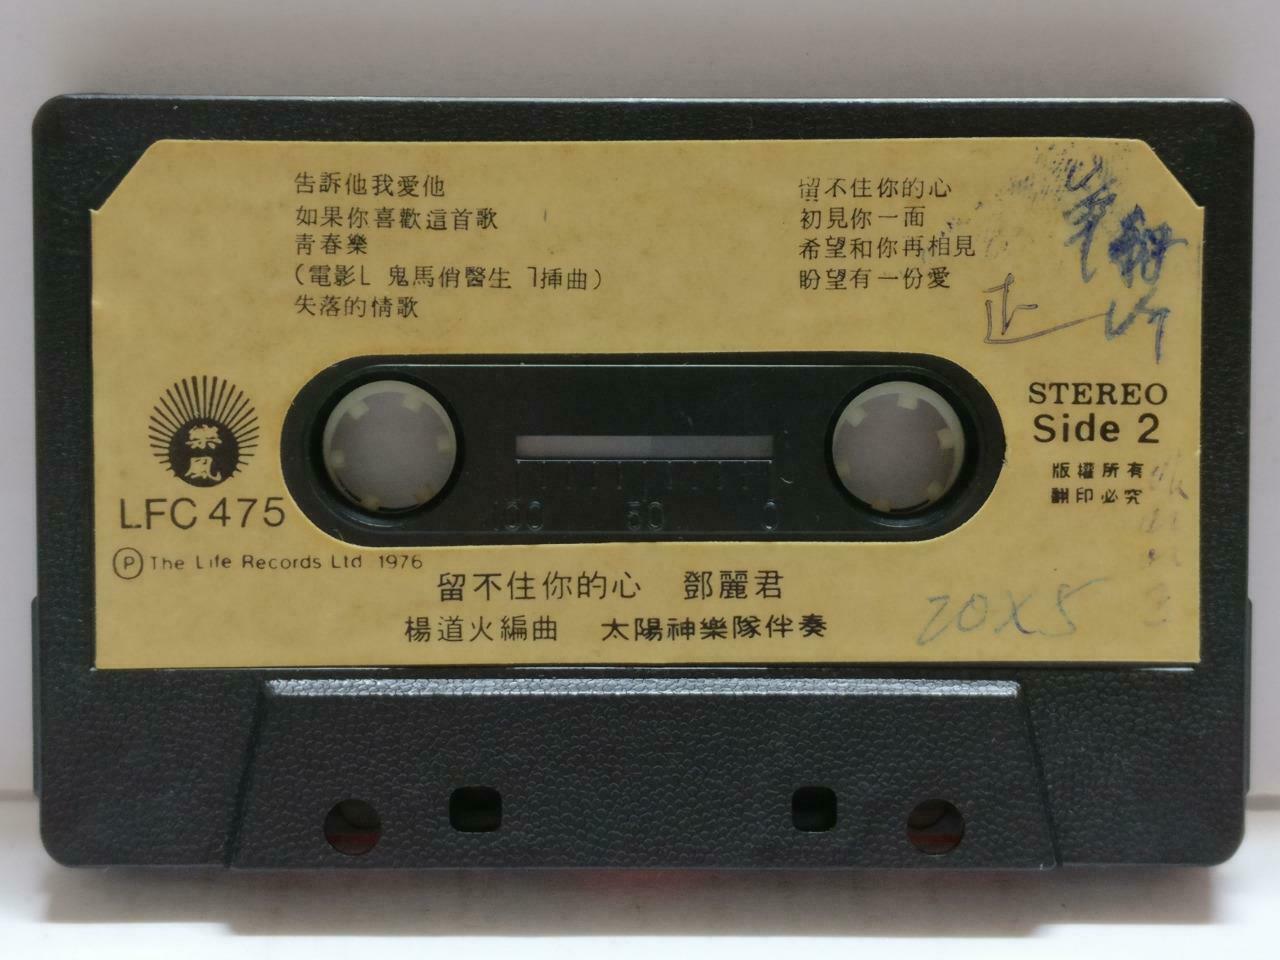 告訴他我愛他
如果你喜歡這首歌
青春樂
(電影L 鬼馬俏醫生 ㄱ挿曲)
失落的情歌
留不住你的心
初見你一面
希望和你再相見
盼望有一份愛
樂風
LFC 475
STEREO
Side 2
版權所有
翻印必究
Ⓟ The Life Records Ltd 1976
100 50 0
留不住你的心 鄧麗君
楊道火編曲 太陽神樂隊伴奏
20X5